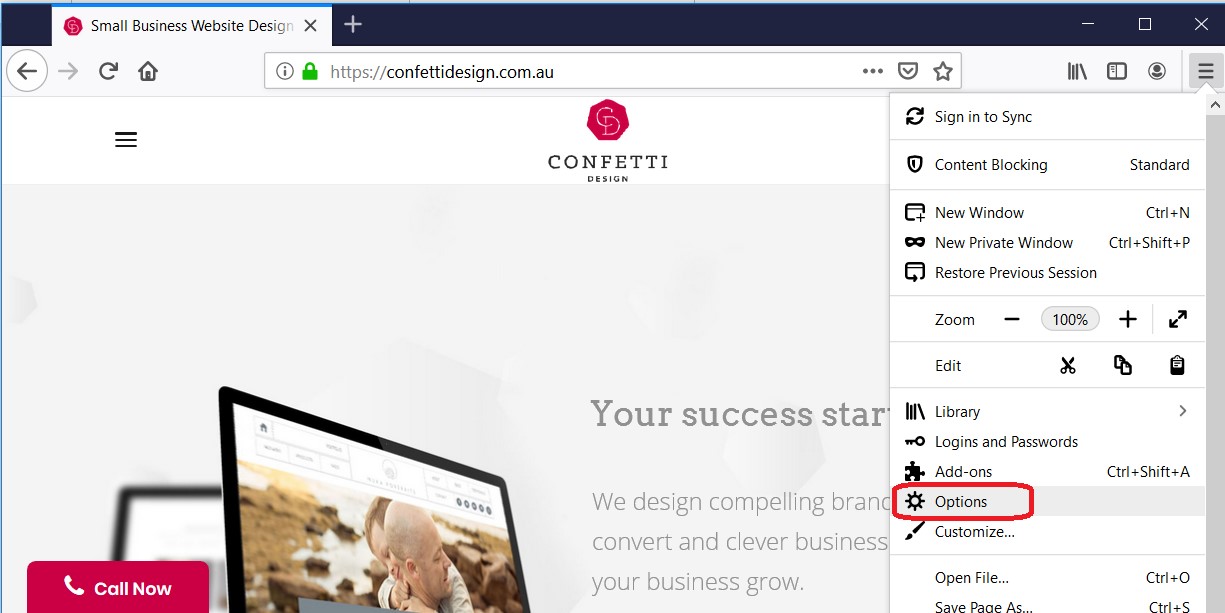 Small Business Website Design
https://confettidesign.com.au
CD
CONFETTI
DESIGN
Your success star
We design compelling branc
convert and clever business
your business grow.
Call Now
Sign in to Sync
Content Blocking Standard
New Window Ctrl+N
New Private Window Ctrl+Shift+P
Restore Previous Session
Zoom 100%
Edit
Library
Logins and Passwords
Add-ons Ctrl+Shift+A
Options
Customize...
Open File... Ctrl+O
Save Page As... Ctrl+S